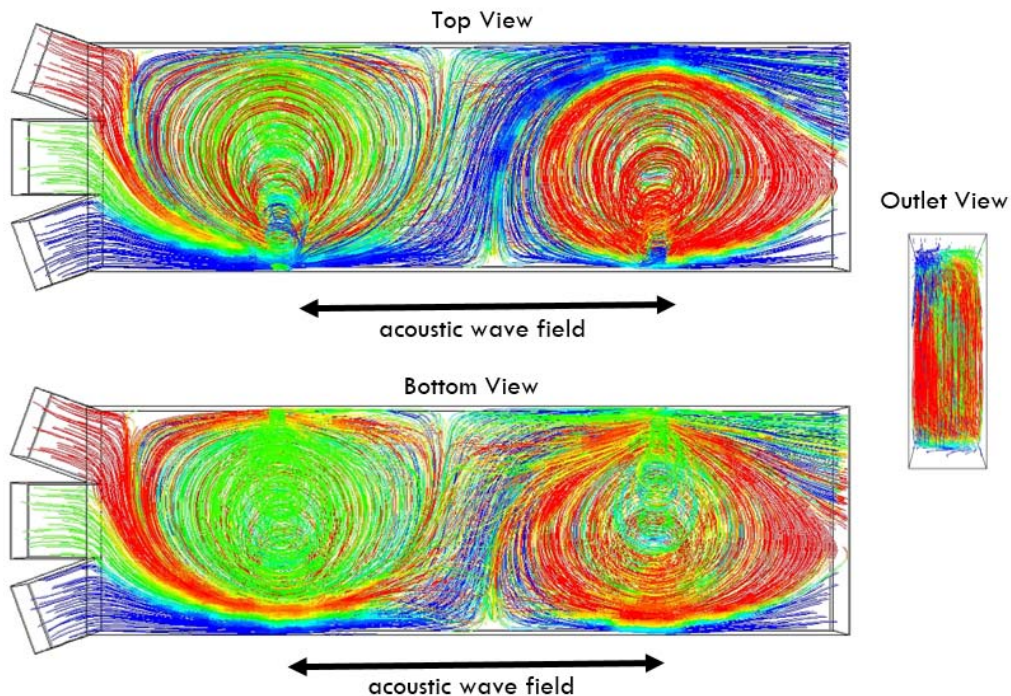 Top View
Outlet View
acoustic wave field
Bottom View
acoustic wave field